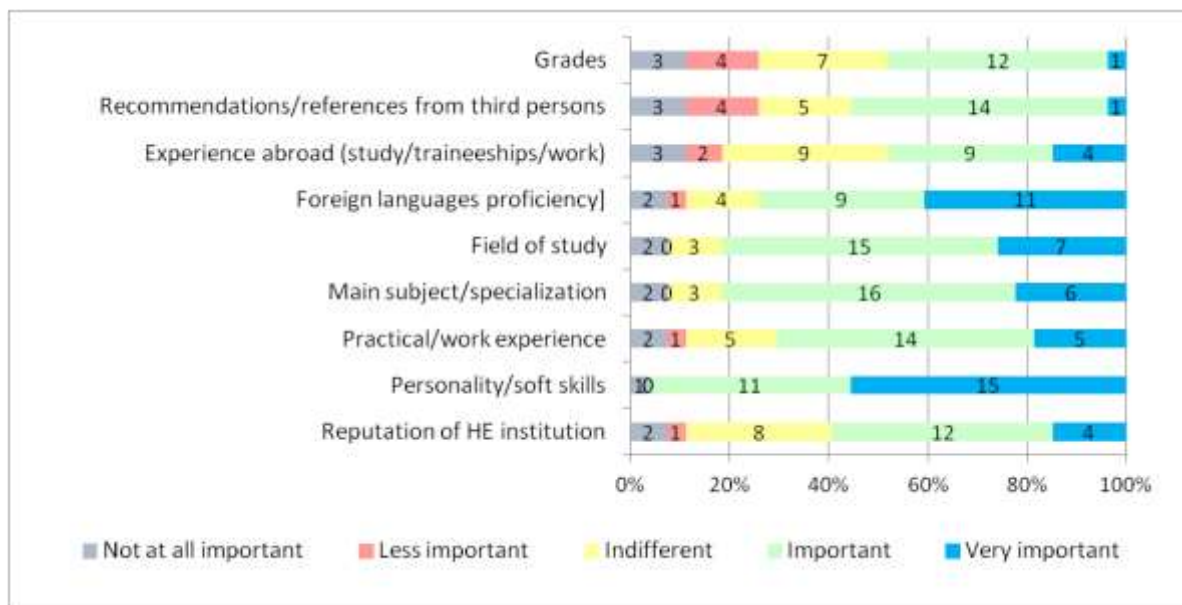 Grades 3 4 7 12 1
Recommendations/references from third persons 3 4 5 14 1
Experience abroad (study/traineeships/work) 3 2 9 9 4
Foreign languages proficiency] 2 1 4 9 11
Field of study 2 0 3 15 7
Main subject/specialization 2 0 3 16 6
Practical/work experience 2 1 5 14 5
Personality/soft skills 1 0 11 15
Reputation of HE institution 2 1 8 12 4
0% 20% 40% 60% 80% 100%
Not at all important Less important Indifferent Important Very important